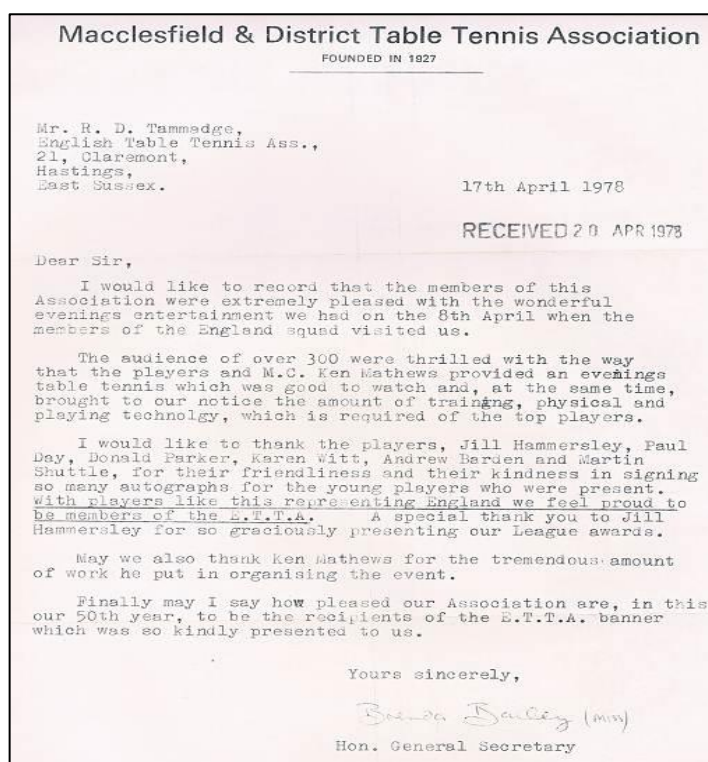 Macclesfield & District Table Tennis Association
FOUNDED IN 1927
Mr. R. D. Tammadge,
English Table Tennis Ass.,
21, Claremont,
Hastings,
East Sussex.
17th April 1978
RECEIVED 20 APR 1978
Dear Sir,
I would like to record that the members of this
Association were extremely pleased with the wonderful
evenings entertainment we had on the 8th April when the
members of the England squad visited us.
The audience of over 300 were thrilled with the way
that the players and M.C. Ken Mathews provided an evenings
table tennis which was good to watch and, at the same time,
brought to our notice the amount of training, physical and
playing technolgy, which is required of the top players.
I would like to thank the players, Jill Hammersley, Paul
Day, Donald Parker, Karen Witt, Andrew Barden and Martin
Shuttle, for their friendliness and their kindness in signing
so many autographs for the young players who were present.
With players like this representing England we feel proud to
be members of the E.T.T.A. A special thank you to Jill
Hammersley for so graciously presenting our League awards.
May we also thank Ken Mathews for the tremendous amount
of work he put in organising the event.
Finally may I say how pleased our Association are, in this
our 50th year, to be the recipients of the E.T.T.A. banner
which was so kindly presented to us.
Yours sincerely,
Brenda Bailey (Miss)
Hon. General Secretary